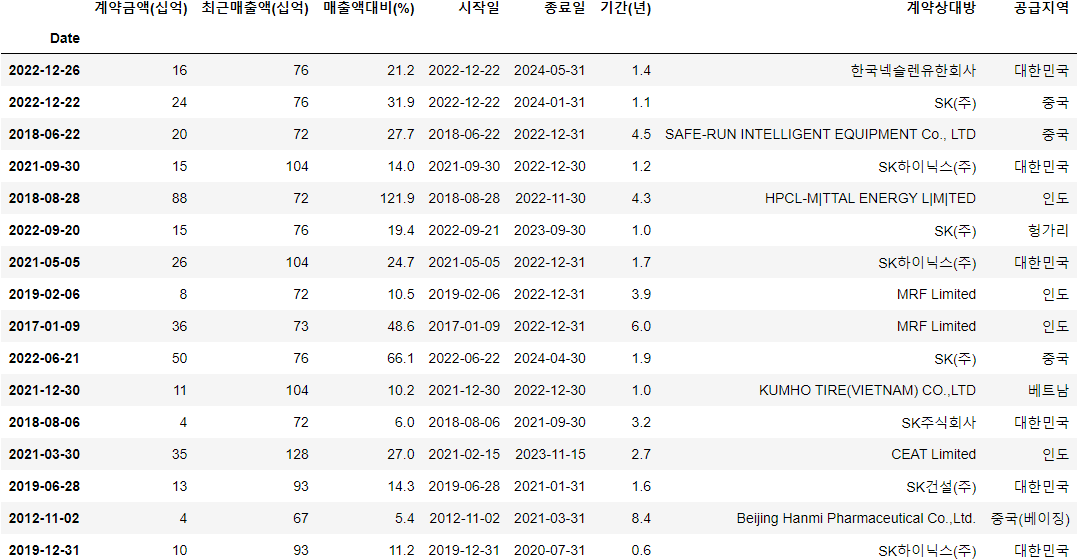 계약금액(십억) 최근매출액(십억) 매출액대비(%) 시작일 종료일 기간(년) 계약상대방 공급지역
Date
2022-12-26 16 76 21.2 2022-12-22 2024-05-31 1.4 한국넥슬렌유한회사 대한민국
2022-12-22 24 76 31.9 2022-12-22 2024-01-31 1.1 SK(주) 중국
2018-06-22 20 72 27.7 2018-06-22 2022-12-31 4.5 SAFE-RUN INTELLIGENT EQUIPMENT Co., LTD 중국
2021-09-30 15 104 14.0 2021-09-30 2022-12-30 1.2 SK하이닉스(주) 대한민국
2018-08-28 88 72 121.9 2018-08-28 2022-11-30 4.3 HPCL-M|TTAL ENERGY L|M|TED 인도
2022-09-20 15 76 19.4 2022-09-21 2023-09-30 1.0 SK(주) 헝가리
2021-05-05 26 104 24.7 2021-05-05 2022-12-31 1.7 SK하이닉스(주) 대한민국
2019-02-06 8 72 10.5 2019-02-06 2022-12-31 3.9 MRF Limited 인도
2017-01-09 36 73 48.6 2017-01-09 2022-12-31 6.0 MRF Limited 인도
2022-06-21 50 76 66.1 2022-06-22 2024-04-30 1.9 SK(주) 중국
2021-12-30 11 104 10.2 2021-12-30 2022-12-30 1.0 KUMHO TIRE(VIETNAM) CO.,LTD 베트남
2018-08-06 4 72 6.0 2018-08-06 2021-09-30 3.2 SK주식회사 대한민국
2021-03-30 35 128 27.0 2021-02-15 2023-11-15 2.7 CEAT Limited 인도
2019-06-28 13 93 14.3 2019-06-28 2021-01-31 1.6 SK건설(주) 대한민국
2012-11-02 4 67 5.4 2012-11-02 2021-03-31 8.4 Beijing Hanmi Pharmaceutical Co.,Ltd. 중국(베이징)
2019-12-31 10 93 11.2 2019-12-31 2020-07-31 0.6 SK하이닉스(주) 대한민국